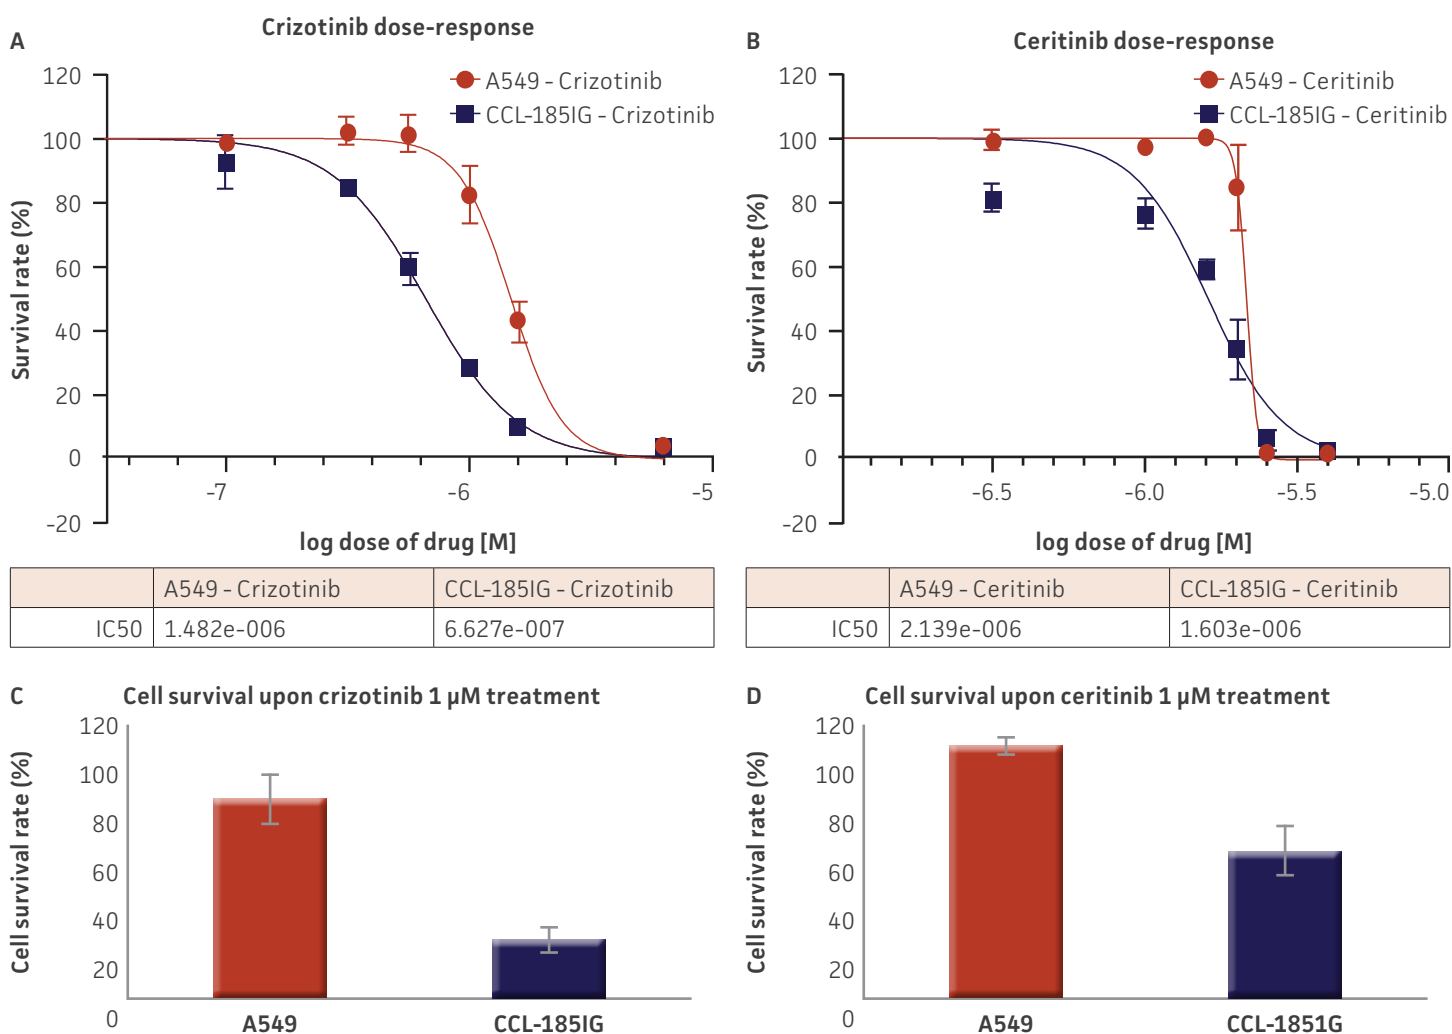 A
Crizotinib dose-response
A549 - Crizotinib
CCL-185IG - Crizotinib
Survival rate (%)
120
100
80
60
40
20
0
-20
-7
-6
-5
log dose of drug [M]
A549 - Crizotinib CCL-185IG - Crizotinib
IC50 1.482e-006 6.627e-007
B
Ceritinib dose-response
A549 - Ceritinib
CCL-185IG - Ceritinib
Survival rate (%)
120
100
80
60
40
20
0
-20
-6.5
-6.0
-5.5
-5.0
log dose of drug [M]
A549 - Ceritinib CCL-185IG - Ceritinib
IC50 2.139e-006 1.603e-006
C
Cell survival upon crizotinib 1 µM treatment
Cell survival rate (%)
120
100
80
60
40
20
0
A549
CCL-185IG
D
Cell survival upon ceritinib 1 µM treatment
Cell survival rate (%)
120
100
80
60
40
20
0
A549
CCL-1851G